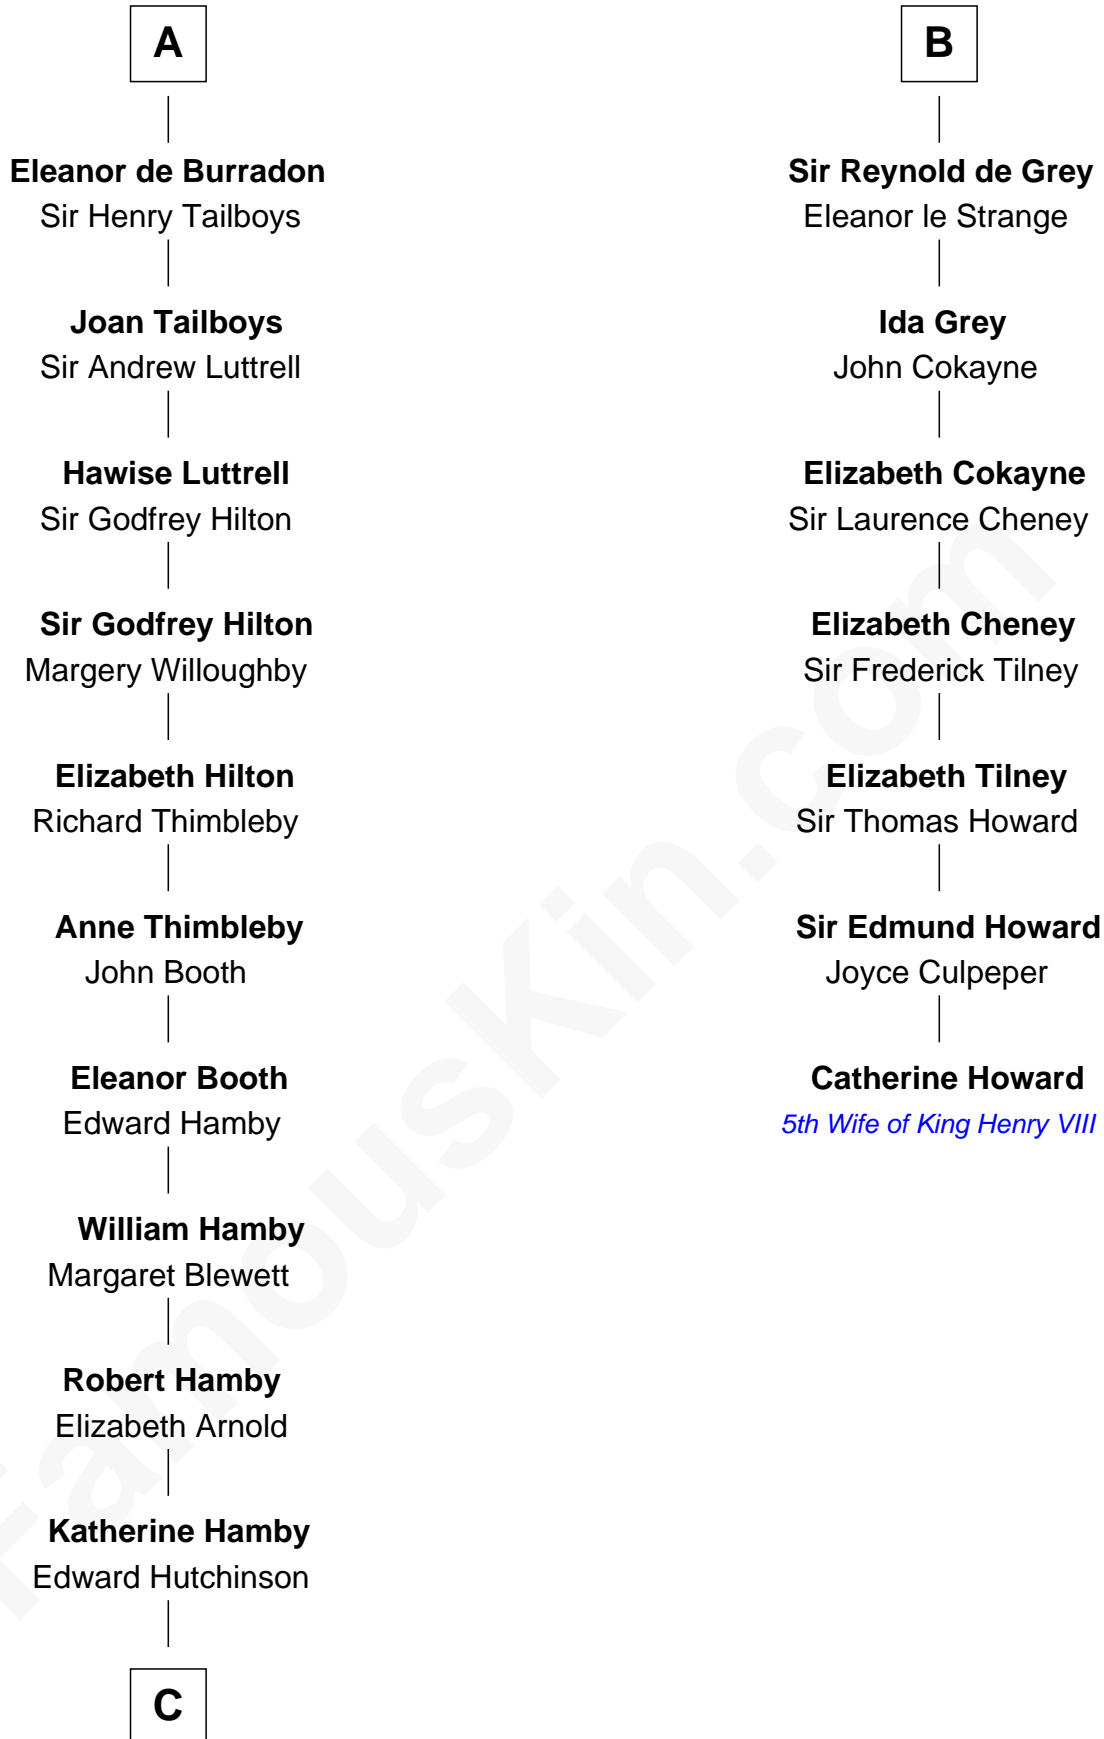 A
Eleanor de Burradon
Sir Henry Tailboys
Joan Tailboys
Sir Andrew Luttrell
Hawise Luttrell
Sir Godfrey Hilton
Sir Godfrey Hilton
Margery Willoughby
Elizabeth Hilton
Richard Thimbleby
Anne Thimbleby
John Booth
Eleanor Booth
Edward Hamby
William Hamby
Margaret Blewett
Robert Hamby
Elizabeth Arnold
Katherine Hamby
Edward Hutchinson
C
B
Sir Reynold de Grey
Eleanor le Strange
Ida Grey
John Cokayne
Elizabeth Cokayne
Sir Laurence Cheney
Elizabeth Cheney
Sir Frederick Tilney
Elizabeth Tilney
Sir Thomas Howard
Sir Edmund Howard
Joyce Culpeper
Catherine Howard
5th Wife of King Henry VIII
FamousKin.com